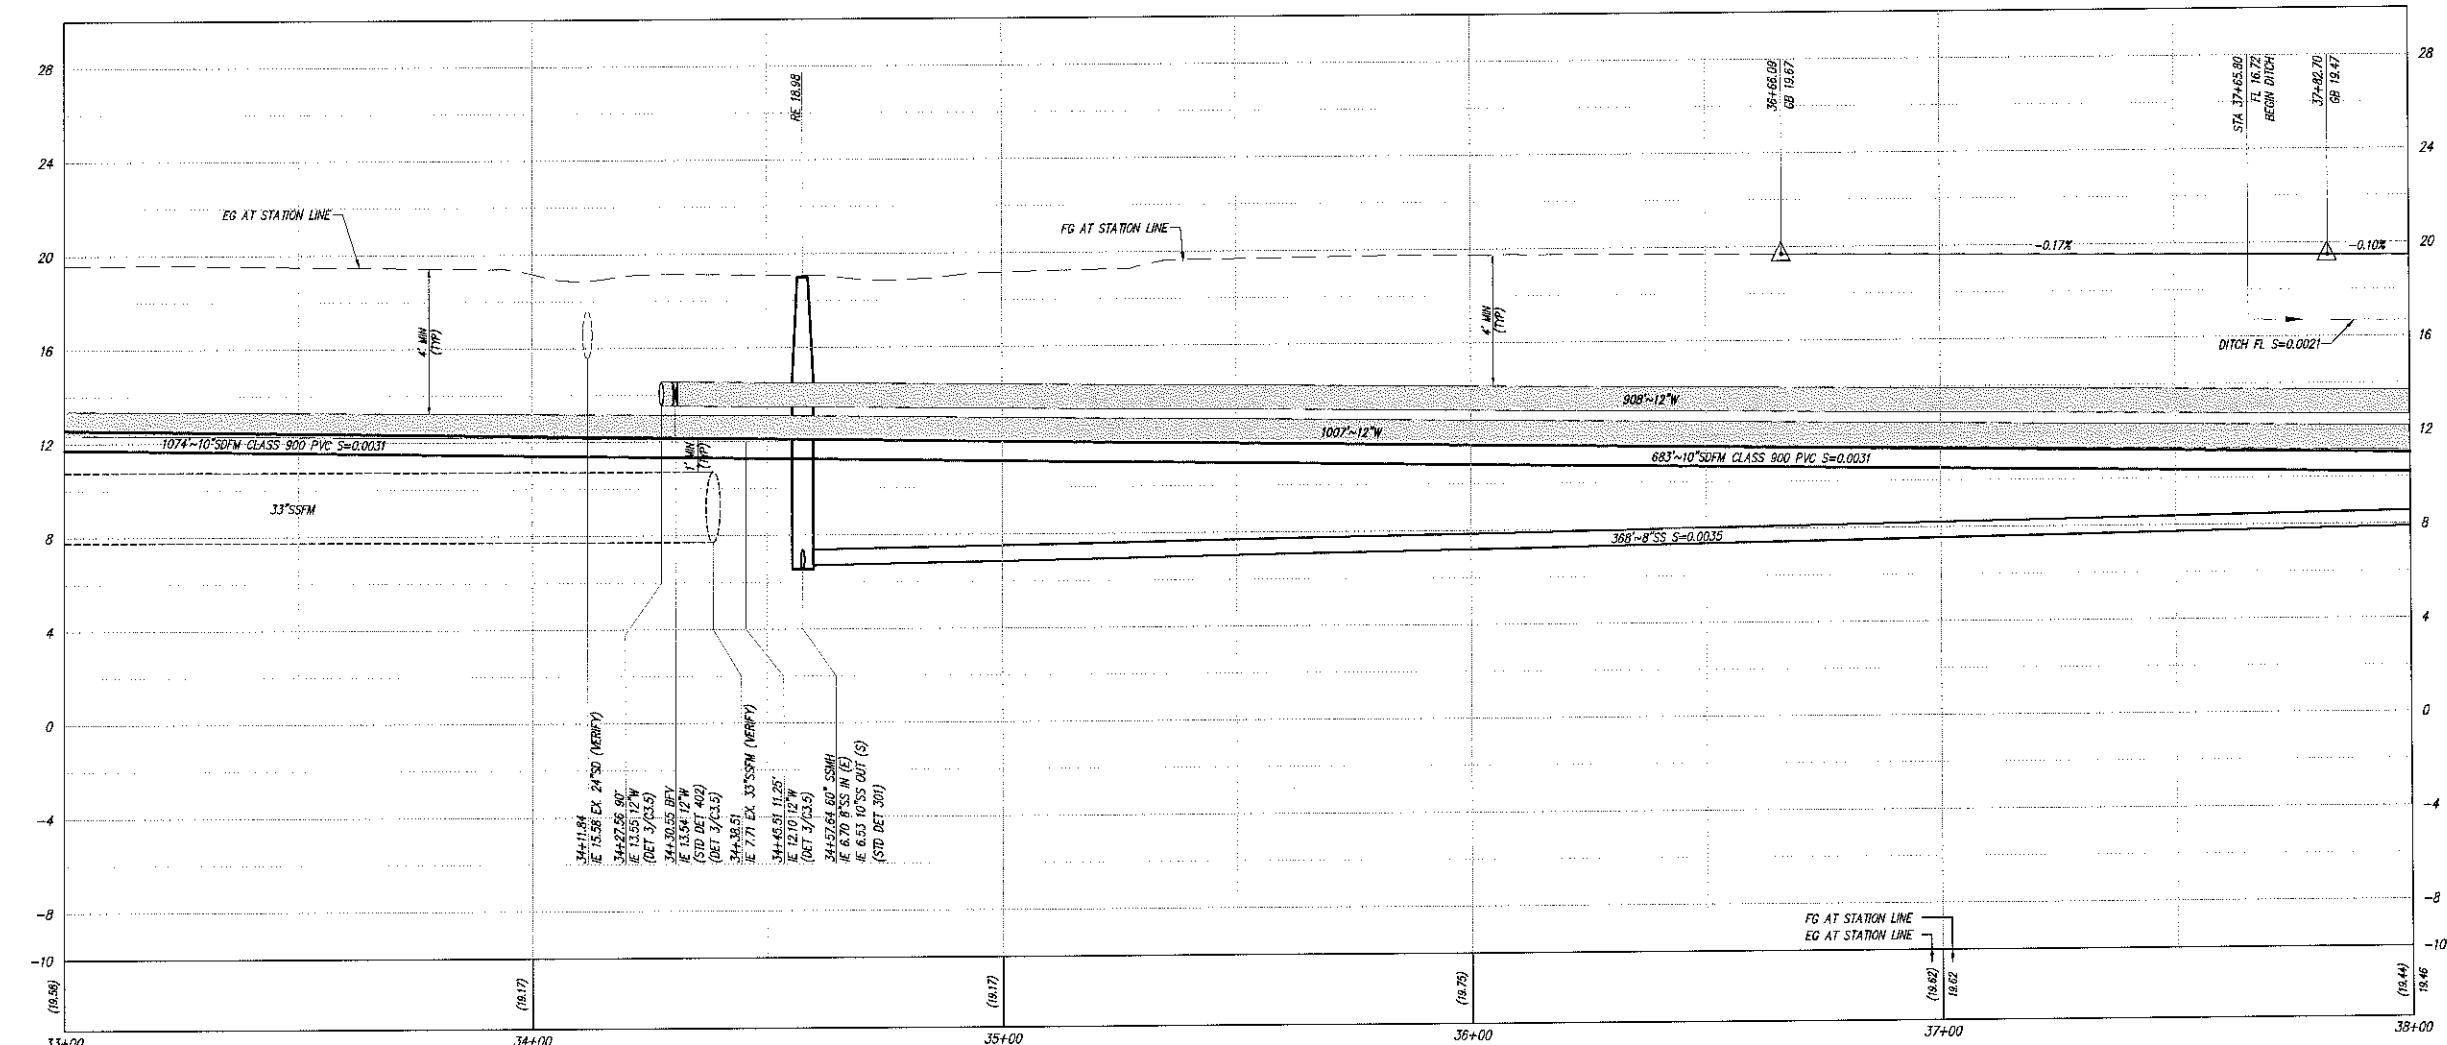 28
24
20
16
12
8
4
0
-4
-8
-10
28
24
20
16
12
8
4
0
-4
-8
-10
EG AT STATION LINE
4' MIN
(TYP)
RE 18.98
FG AT STATION LINE
4' MIN
(TYP)
36+66.09
GB 19.67
-0.17%
STA 37+65.80
FL 16.72
BEGIN DITCH
37+82.70
GB 19.47
-0.10%
DITCH FL S=0.0021
908'~12"W
1007'~12"W
1074'~10"SDFM CLASS 900 PVC S=0.0031
683'~10"SDFM CLASS 900 PVC S=0.0031
1' MIN
(TYP)
33"SSFM
368'~8"SS S=0.0035
34+11.84
IE 15.58 EX. 24"SD (VERIFY)
34+27.56 90°
IE 13.55 12"W
(DET 3/C3.5)
34+30.55 BFV
IE 13.54 12"W
(STD DET 402)
(DET 3/C3.5)
34+38.51
IE 7.71 EX. 33"SSFM (VERIFY)
34+45.51 11.25°
IE 12.10 12"W
(DET 3/C3.5)
34+57.64 60" SSMH
IE 6.70 8"SS IN (E)
IE 6.53 10"SS OUT (S)
(STD DET 301)
FG AT STATION LINE
EG AT STATION LINE
(19.58)
(19.17)
(19.17)
(19.75)
(19.62)
19.62
(19.44)
19.46
33+00
34+00
35+00
36+00
37+00
38+00